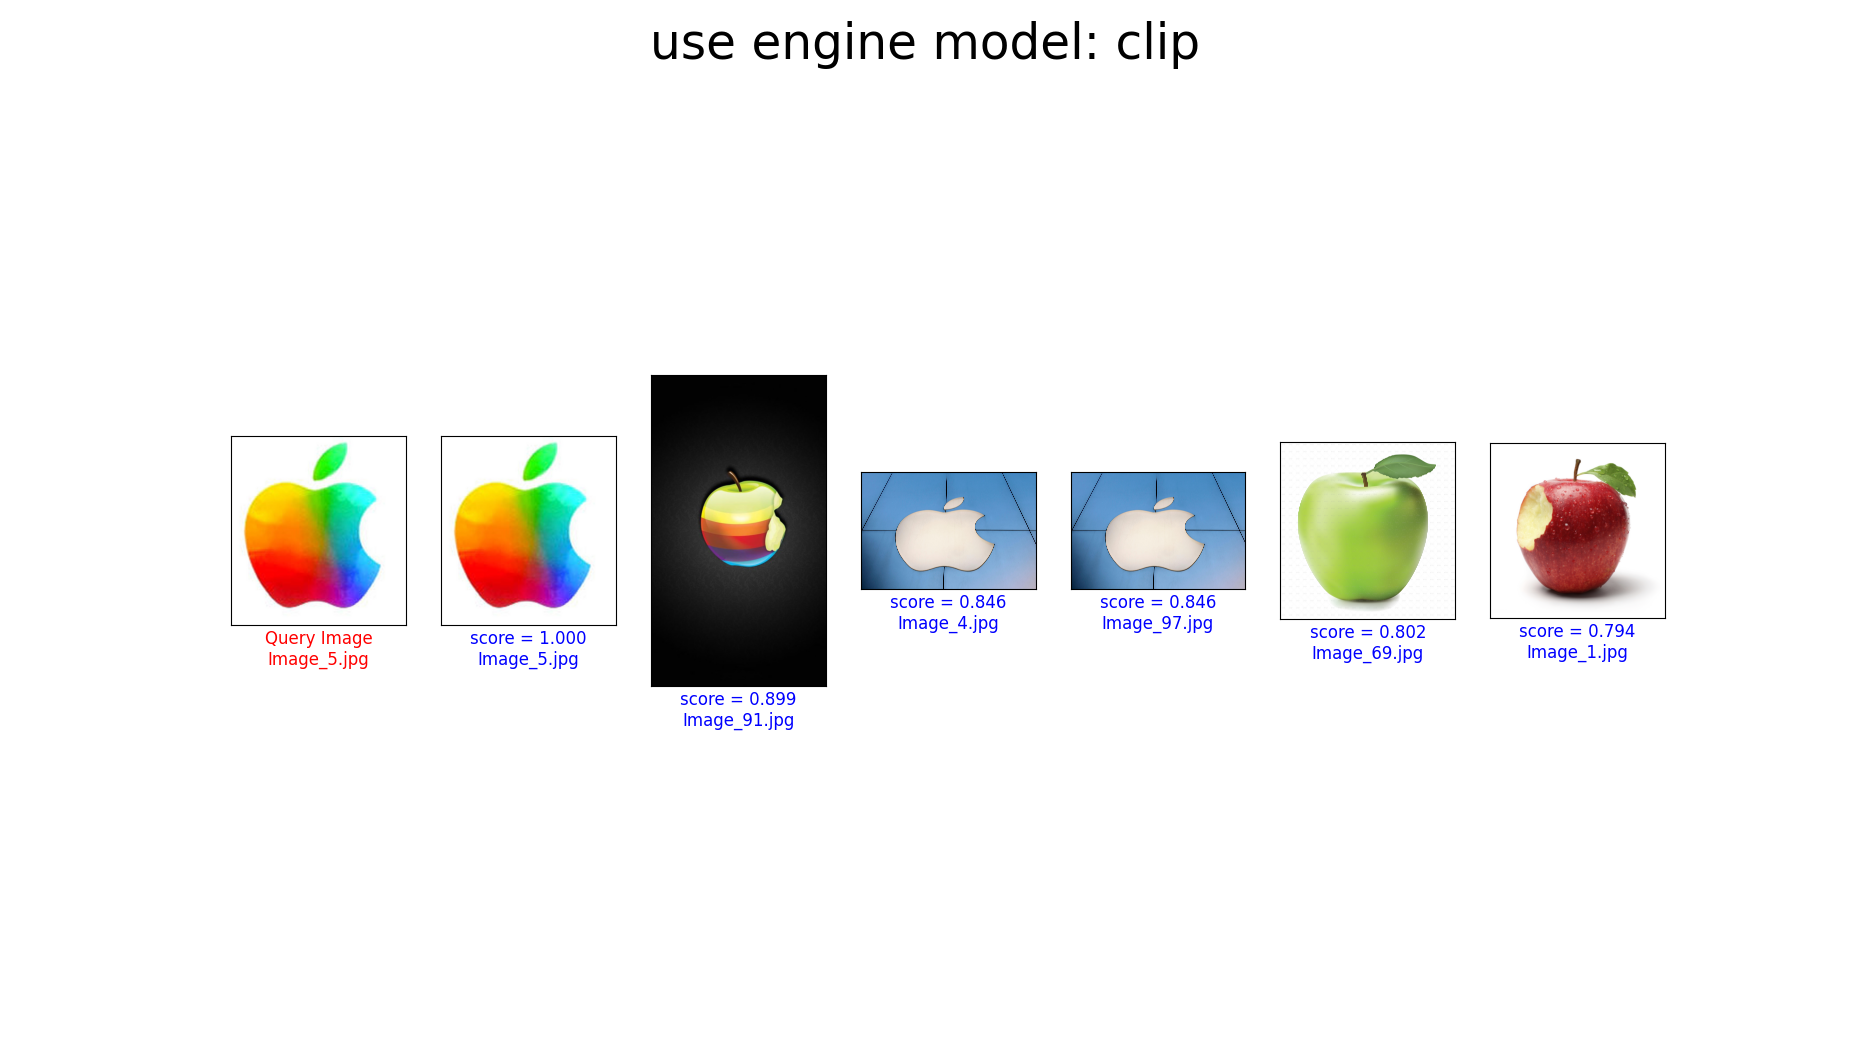 use engine model: clip
Query Image
Image_5.jpg
score = 1.000
Image_5.jpg
score = 0.899
Image_91.jpg
score = 0.846
Image_4.jpg
score = 0.846
Image_97.jpg
score = 0.802
Image_69.jpg
score = 0.794
Image_1.jpg